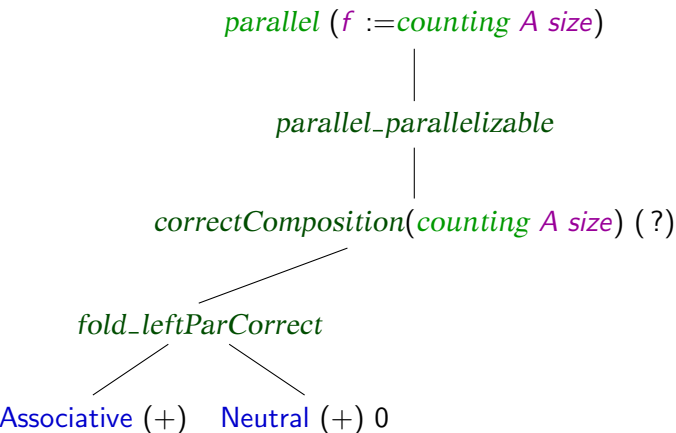 parallel (f :=counting A size)
parallel_parallelizable
correctComposition(counting A size) (?)
fold_leftParCorrect
Associative (+) Neutral (+) 0